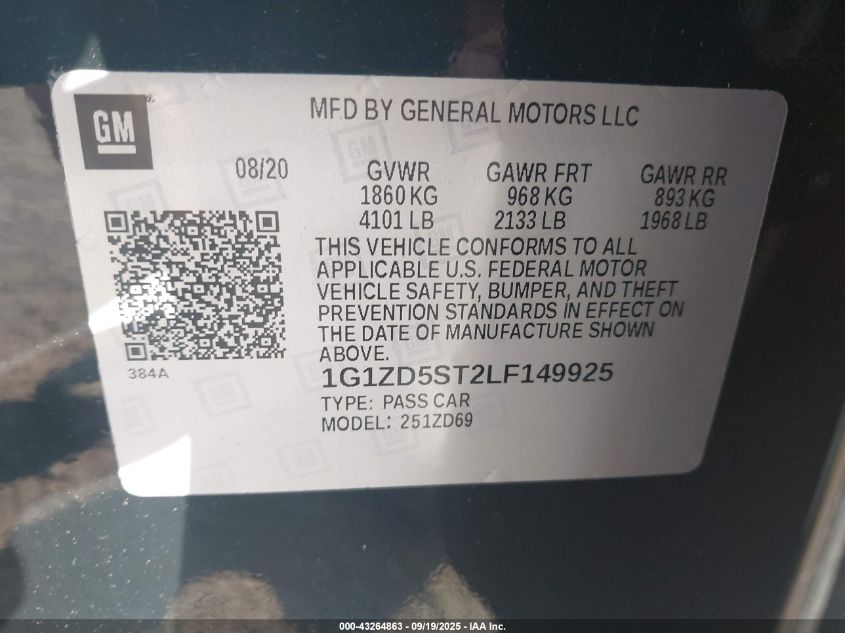 GM
MF.D BY GENERAL MOTORS LLC
08/20
GVWR GAWR FRT GAWR RR
1860 KG 968 KG 893 KG
4101 LB 2133 LB 1968 LB
THIS VEHICLE CONFORMS TO ALL
APPLICABLE U.S. FEDERAL MOTOR
VEHICLE SAFETY, BUMPER, AND THEFT
PREVENTION STANDARDS IN EFFECT ON
THE DATE OF MANUFACTURE SHOWN
ABOVE.
384A
1G1ZD5ST2LF149925
TYPE: PASS CAR
MODEL: 251ZD69
000-43264863 - 09/19/2025 - IAA, Inc.